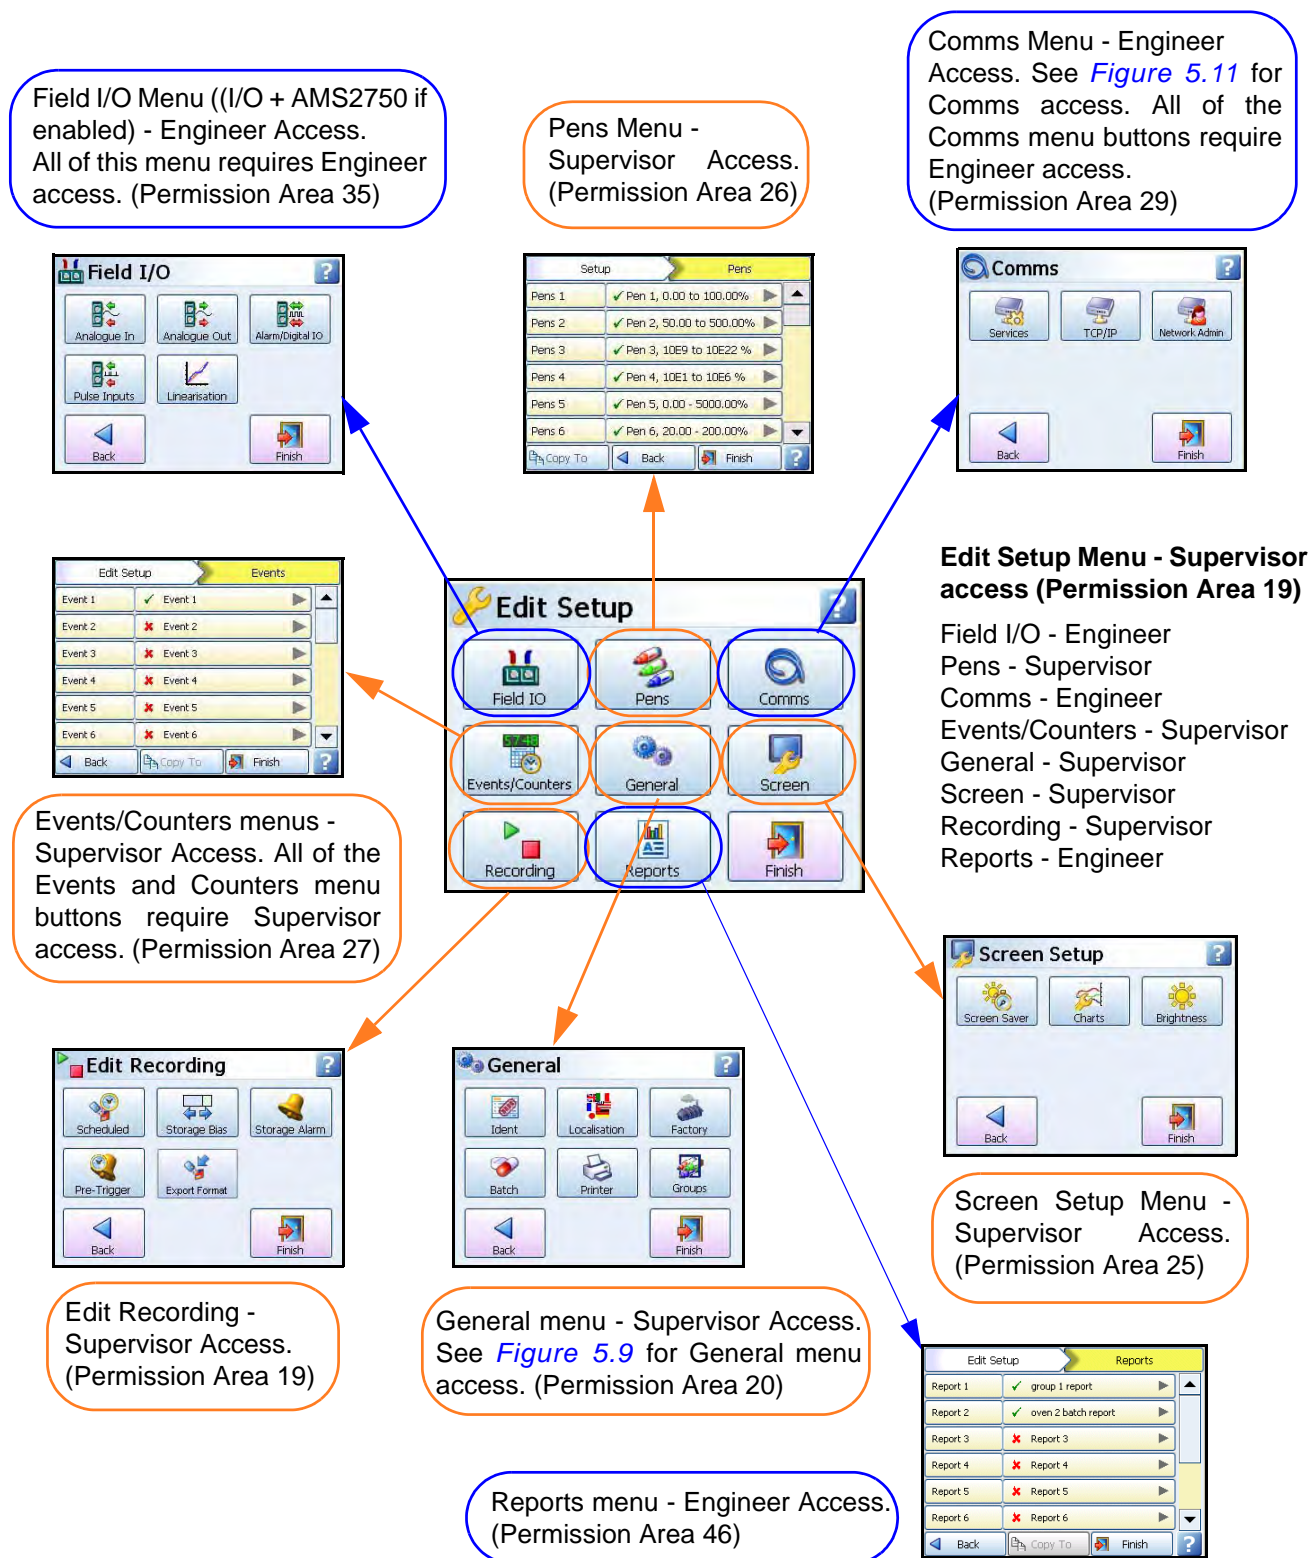 Field I/O Menu ((I/O + AMS2750 if
enabled) - Engineer Access.
All of this menu requires Engineer
access. (Permission Area 35)
Pens Menu -
Supervisor Access.
(Permission Area 26)
Comms Menu - Engineer
Access. See Figure 5.11 for
Comms access. All of the
Comms menu buttons require
Engineer access.
(Permission Area 29)
Field I/O
?
Analogue In
Analogue Out
Alarm/Digital IO
Pulse Inputs
Linearisation
Back
Finish
Setup
Pens
Pens 1
Pen 1, 0.00 to 100.00%
Pens 2
Pen 2, 50.00 to 500.00%
Pens 3
Pen 3, 10E9 to 10E22 %
Pens 4
Pen 4, 10E1 to 10E6 %
Pens 5
Pen 5, 0.00 - 5000.00%
Pens 6
Pen 6, 20.00 - 200.00%
Copy To
Back
Finish
?
Comms
?
Services
TCP/IP
Network Admin
Back
Finish
Edit Setup
Events
Event 1
Event 1
Event 2
Event 2
Event 3
Event 3
Event 4
Event 4
Event 5
Event 5
Event 6
Event 6
Back
Copy To
Finish
?
Edit Setup
?
Field IO
Pens
Comms
Events/Counters
General
Screen
Recording
Reports
Finish
Edit Setup Menu - Supervisor
access (Permission Area 19)
Field I/O - Engineer
Pens - Supervisor
Comms - Engineer
Events/Counters - Supervisor
General - Supervisor
Screen - Supervisor
Recording - Supervisor
Reports - Engineer
Events/Counters menus -
Supervisor Access. All of the
Events and Counters menu
buttons require Supervisor
access. (Permission Area 27)
Screen Setup
?
Screen Saver
Charts
Brightness
Back
Finish
Edit Recording
?
Scheduled
Storage Bias
Storage Alarm
Pre-Trigger
Export Format
Back
Finish
General
?
Ident
Localisation
Factory
Batch
Printer
Groups
Back
Finish
Screen Setup Menu -
Supervisor Access.
(Permission Area 25)
Edit Recording -
Supervisor Access.
(Permission Area 19)
General menu - Supervisor Access.
See Figure 5.9 for General menu
access. (Permission Area 20)
Edit Setup
Reports
Report 1
group 1 report
Report 2
oven 2 batch report
Report 3
Report 3
Report 4
Report 4
Report 5
Report 5
Report 6
Report 6
Back
Copy To
Finish
?
Reports menu - Engineer Access.
(Permission Area 46)